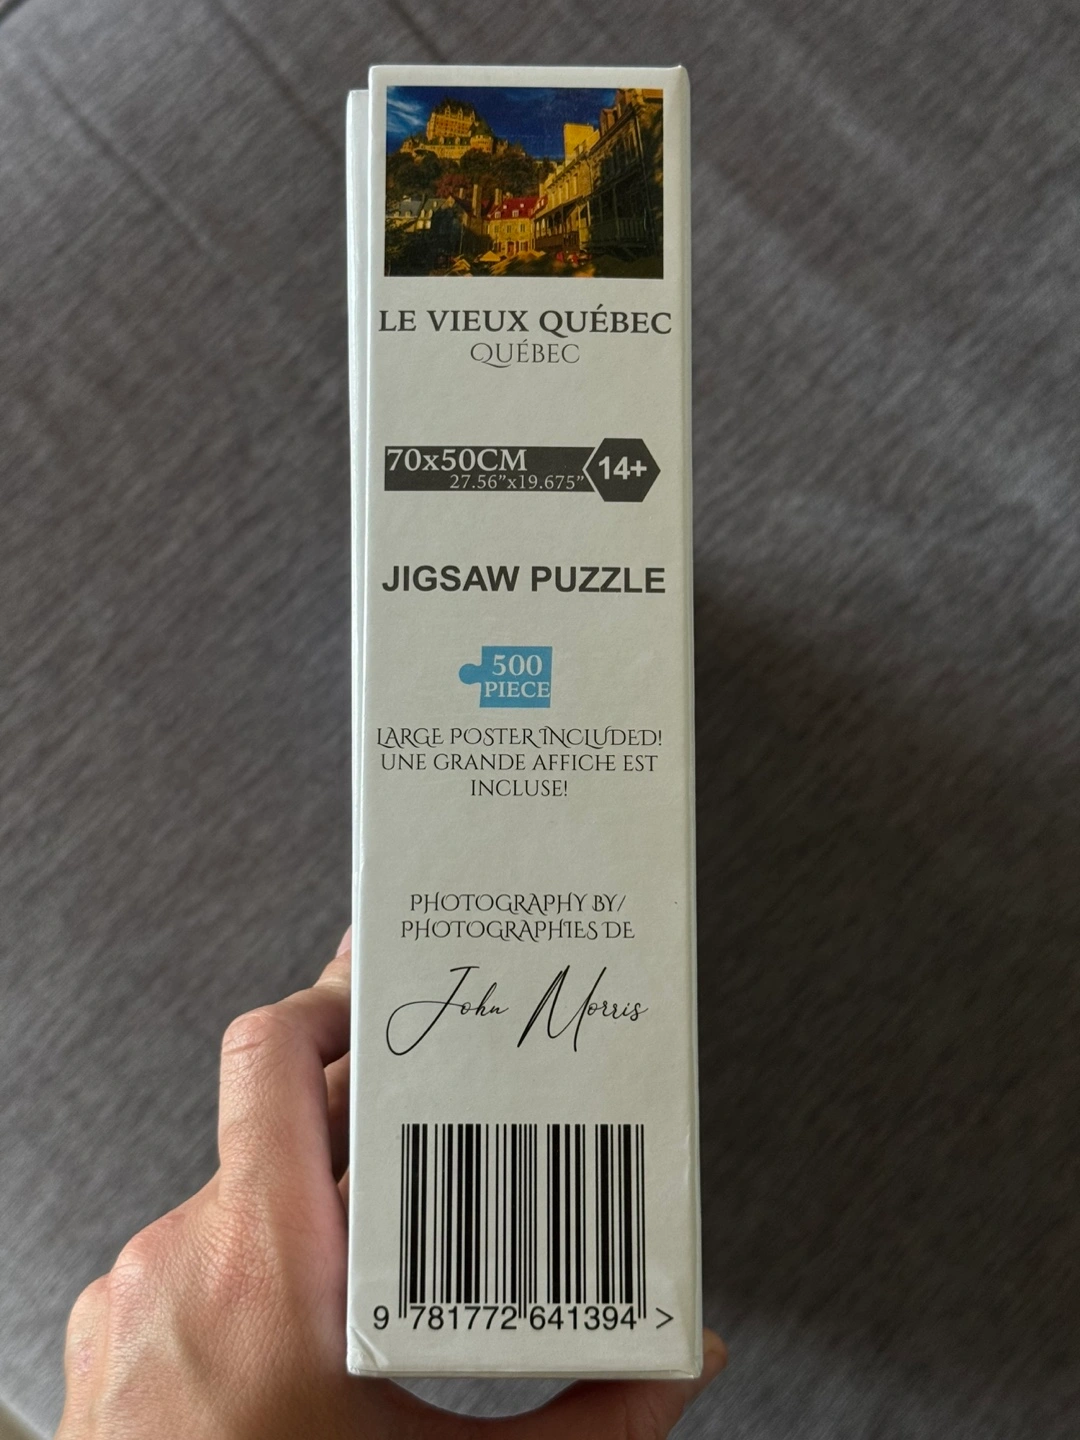 LE VIEUX QUÉBEC
QUÉBEC
70x50CM
27.56”x19.675”
14+
JIGSAW PUZZLE
500
PIECE
LARGE POSTER INCLUDED!
UNE GRANDE AFFICHE EST
INCLUSE!
PHOTOGRAPHY BY/
PHOTOGRAPHIES DE
John Morris
9 781772 641394 >